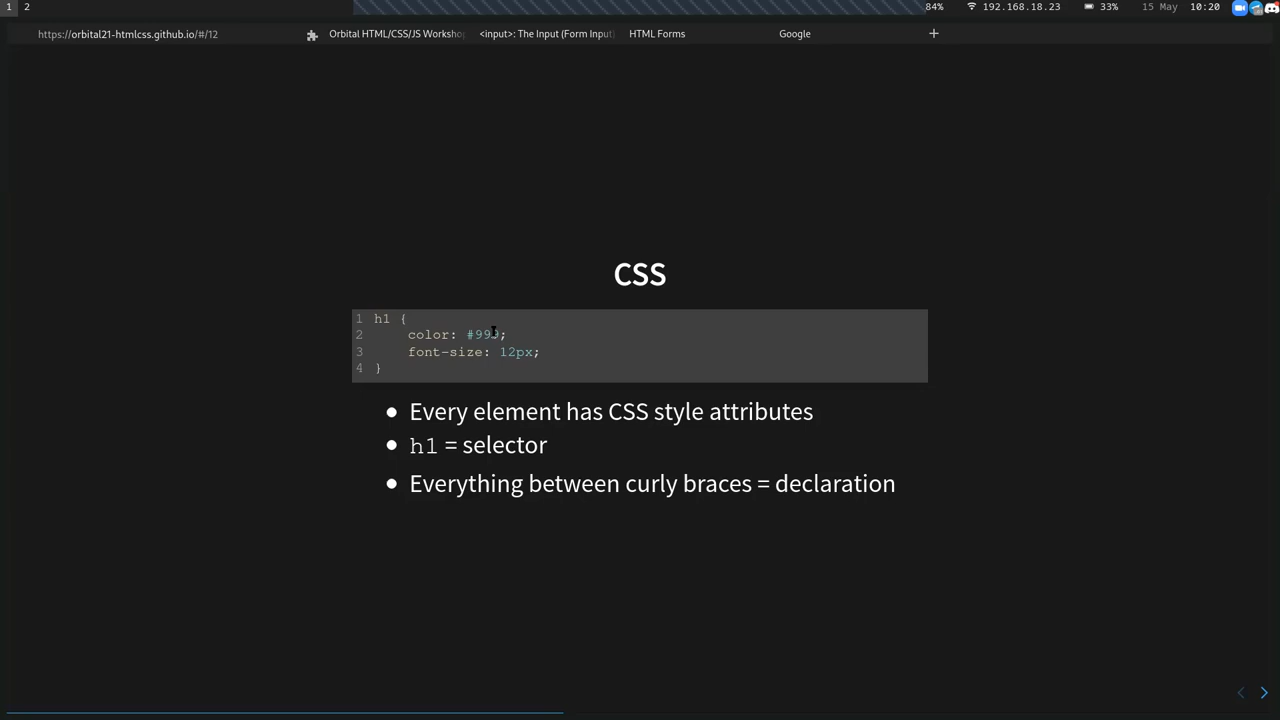 1 2 84% 192.168.18.23 33% 15 May 10:20
https://orbital21-htmlcss.github.io/#/12 Orbital HTML/CSS/JS Worksho <input>: The Input (Form Input) HTML Forms Google +
CSS
1 h1 {
2 color: #999;
3 font-size: 12px;
4 }
• Every element has CSS style attributes
• h1 = selector
• Everything between curly braces = declaration